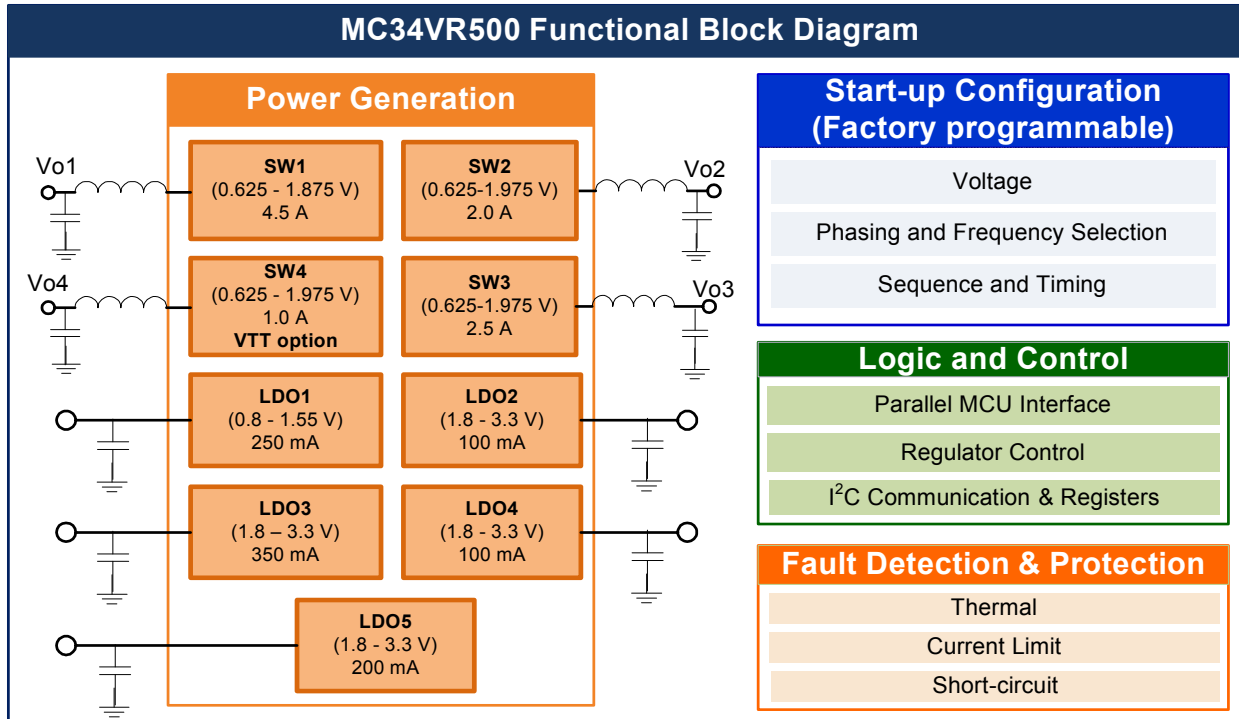 MC34VR500 Functional Block Diagram
Power Generation
Vo1
SW1
(0.625 - 1.875 V)
4.5 A
SW2
(0.625-1.975 V)
2.0 A
Vo2
Vo4
SW4
(0.625 - 1.975 V)
1.0 A
VTT option
SW3
(0.625-1.975 V)
2.5 A
Vo3
LDO1
(0.8 - 1.55 V)
250 mA
LDO2
(1.8 - 3.3 V)
100 mA
LDO3
(1.8 – 3.3 V)
350 mA
LDO4
(1.8 - 3.3 V)
100 mA
LDO5
(1.8 - 3.3 V)
200 mA
Start-up Configuration
(Factory programmable)
Voltage
Phasing and Frequency Selection
Sequence and Timing
Logic and Control
Parallel MCU Interface
Regulator Control
I²C Communication & Registers
Fault Detection & Protection
Thermal
Current Limit
Short-circuit